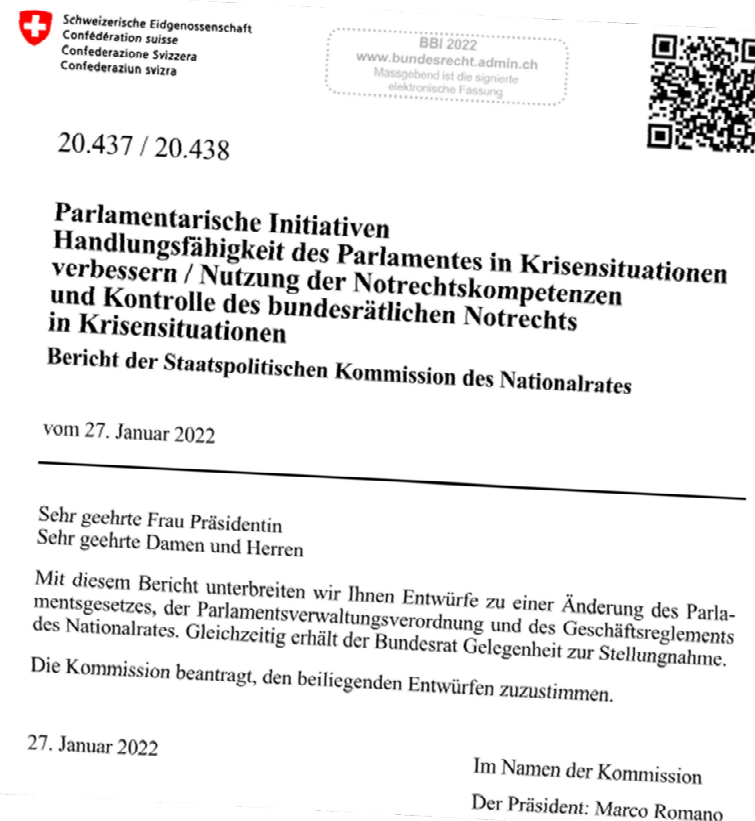 Schweizerische Eidgenossenschaft
Confédération suisse
Confederazione Svizzera
Confederaziun svizra
BBl 2022
www.bundesrecht.admin.ch
Massgebend ist die signierte
elektronische Fassung
20.437 / 20.438
Parlamentarische Initiativen
Handlungsfähigkeit des Parlamentes in Krisensituationen
verbessern / Nutzung der Notrechtskompetenzen
und Kontrolle des bundesrätlichen Notrechts
in Krisensituationen
Bericht der Staatspolitischen Kommission des Nationalrates
vom 27. Januar 2022
Sehr geehrte Frau Präsidentin
Sehr geehrte Damen und Herren
Mit diesem Bericht unterbreiten wir Ihnen Entwürfe zu einer Änderung des Parla-
mentsgesetzes, der Parlamentsverwaltungsverordnung und des Geschäftsreglements
des Nationalrates. Gleichzeitig erhält der Bundesrat Gelegenheit zur Stellungnahme.
Die Kommission beantragt, den beiliegenden Entwürfen zuzustimmen.
27. Januar 2022
Im Namen der Kommission
Der Präsident: Marco Romano